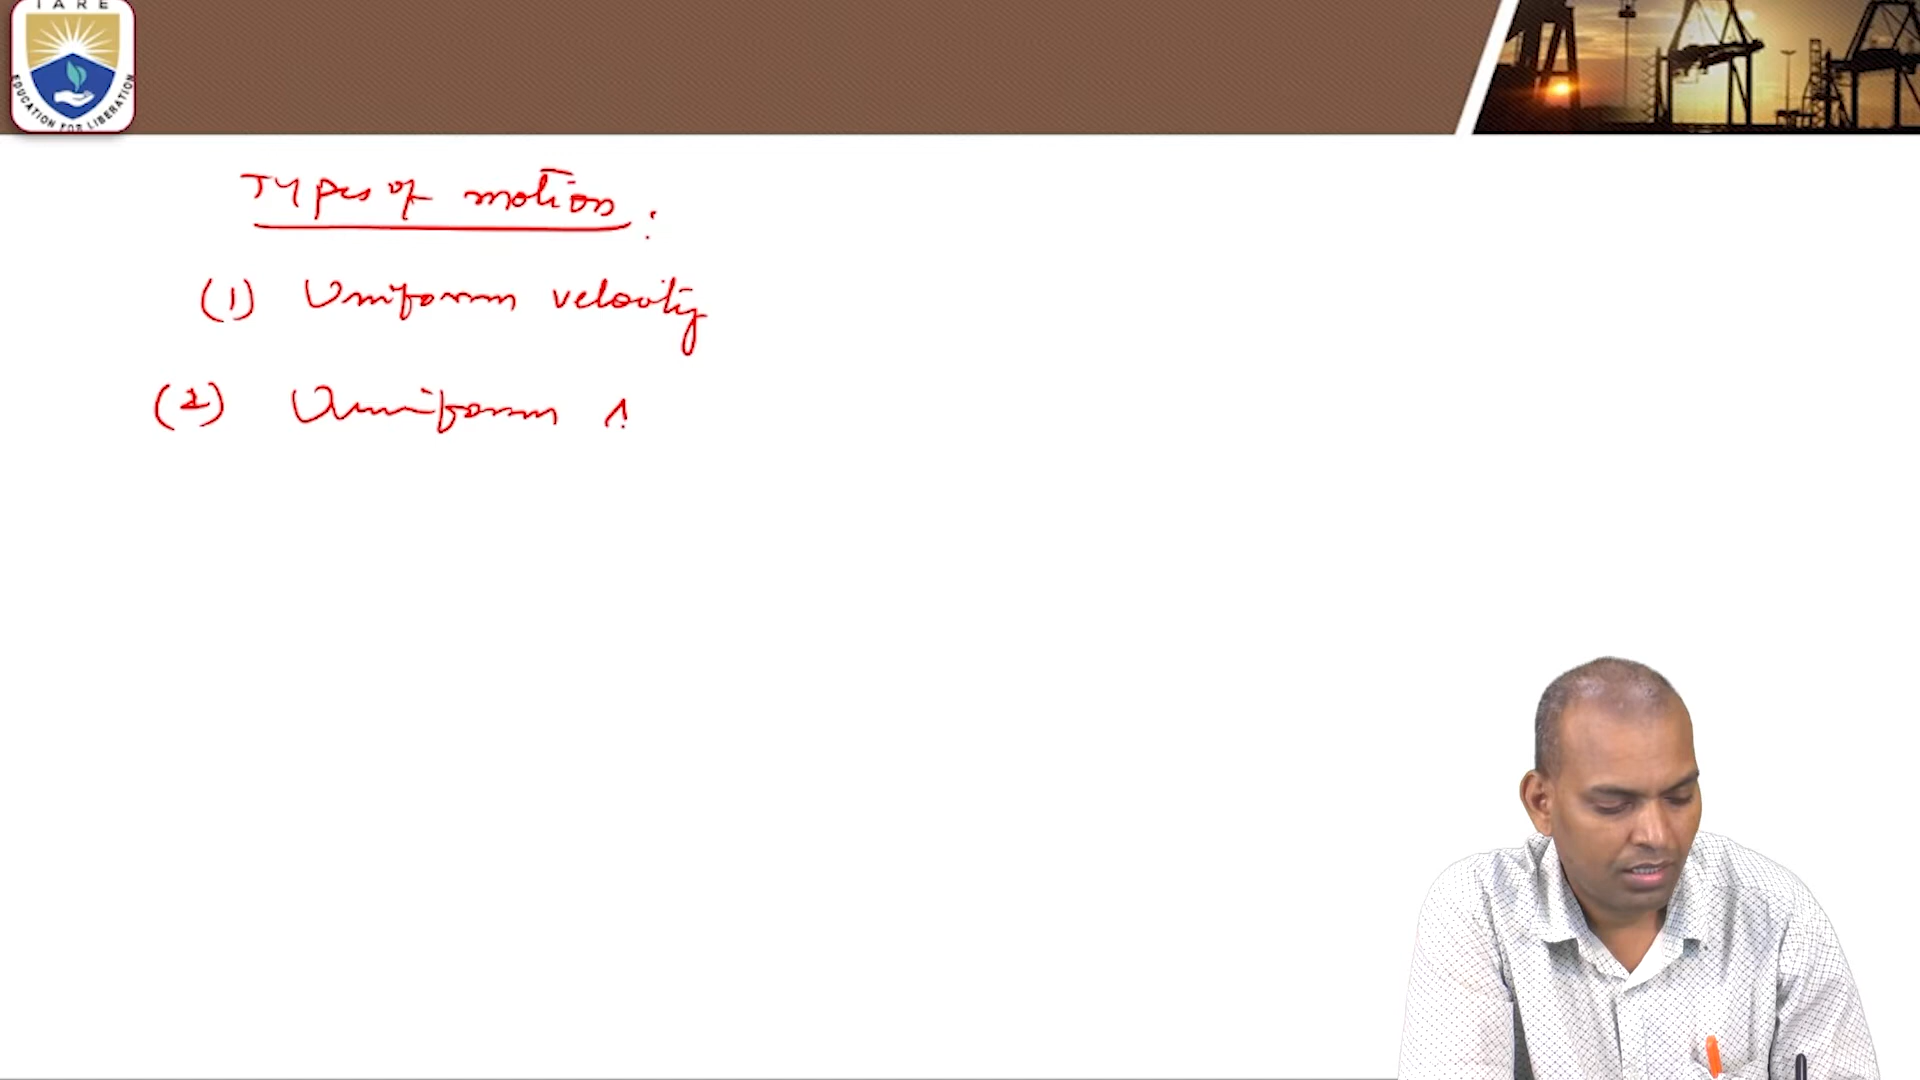 IARE
EDUCATION FOR LIBERATION
Types of motion :
(1) Uniform velocity
(2) Uniform A